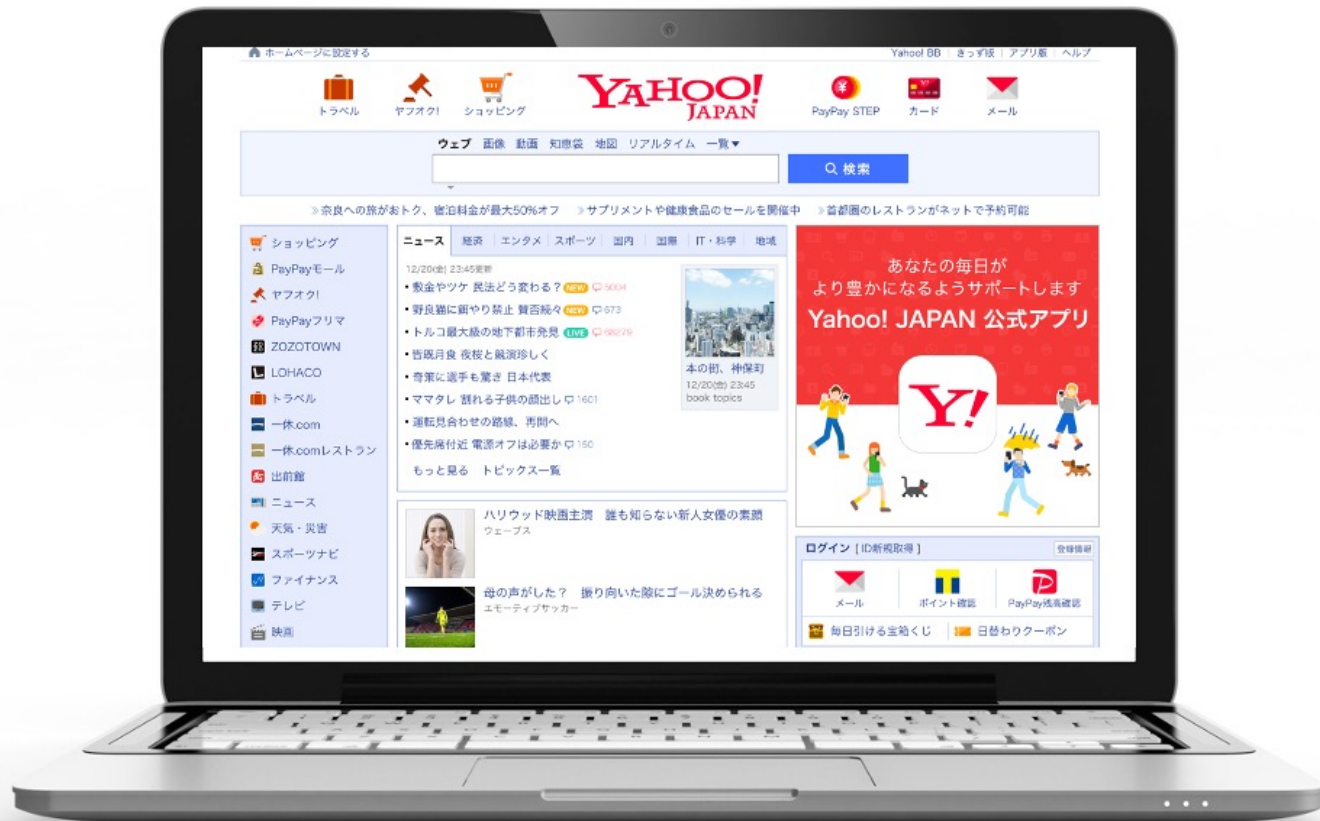 ホームページに設定する
Yahoo! BB きっず版 アプリ版 ヘルプ
トラベル
ヤフオク!
ショッピング
YAHOO!
JAPAN
PayPay STEP
カード
メール
ウェブ 画像 動画 知恵袋 地図 リアルタイム 一覧▼
検索
奈良への旅がおトク、宿泊料金が最大50%オフ
サプリメントや健康食品のセールを開催中
首都圏のレストランがネットで予約可能
ショッピング
PayPayモール
ヤフオク!
PayPayフリマ
ZOZOTOWN
LOHACO
トラベル
一休.com
一休.comレストラン
出前館
ニュース
天気・災害
スポーツナビ
ファイナンス
テレビ
映画
ニュース 経済 エンタメ スポーツ 国内 国際 IT・科学 地域
12/20(金) 23:45更新
敷金やツケ 民法どう変わる? NEW 5004
野良猫に餌やり禁止 賛否続々 NEW 673
トルコ最大級の地下都市発見 LIVE 68279
皆既月食 夜桜と競演珍しく
奇策に選手も驚き 日本代表
ママタレ 割れる子供の顔出し 1601
運転見合わせの路線、再開へ
優先席付近 電源オフは必要か 150
もっと見る トピックス一覧
本の街、神保町
12/20(金) 23:45
book topics
ハリウッド映画主演 誰も知らない新人女優の素顔
ウェーブス
母の声がした? 振り向いた隙にゴール決められる
エモーティブサッカー
あなたの毎日が
より豊かになるようサポートします
Yahoo! JAPAN 公式アプリ
Y!
ログイン [ ID新規取得 ]
登録情報
メール
ポイント確認
PayPay残高確認
毎日引ける宝箱くじ
日替わりクーポン